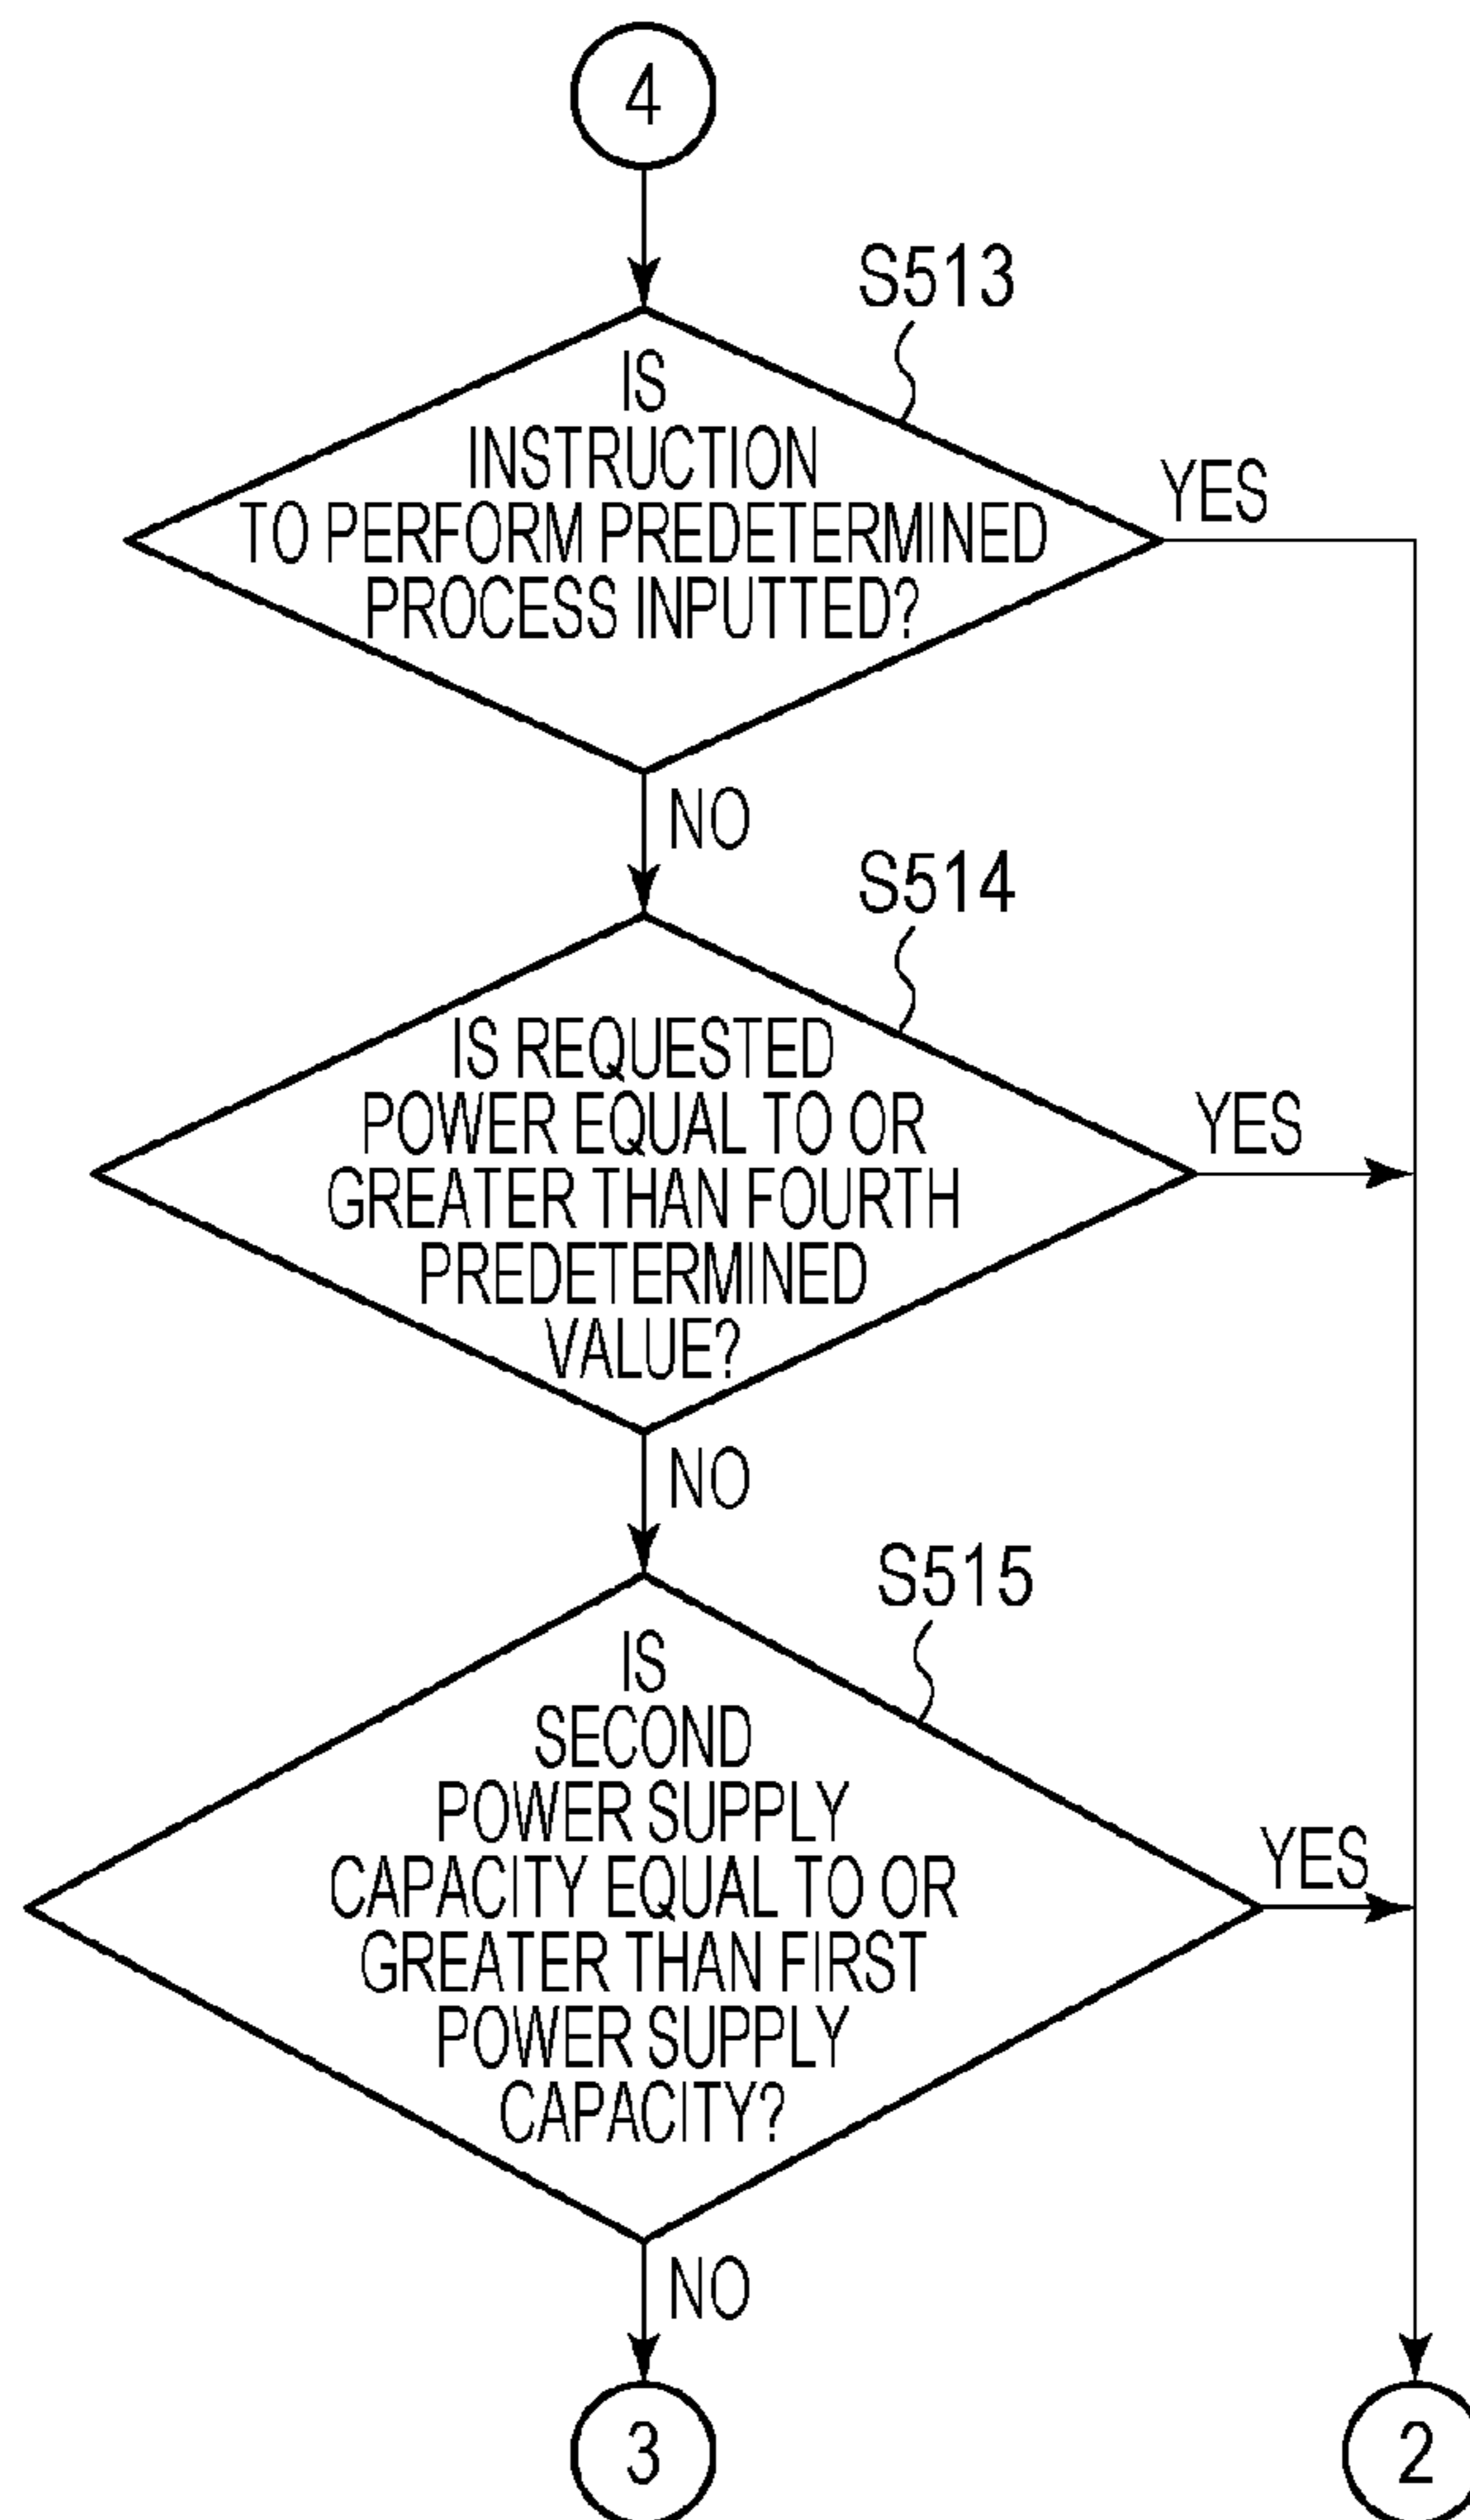 4
S513
IS
INSTRUCTION
TO PERFORM PREDETERMINED
PROCESS INPUTTED?
YES
NO
S514
IS REQUESTED
POWER EQUAL TO OR
GREATER THAN FOURTH
PREDETERMINED
VALUE?
YES
NO
S515
IS
SECOND
POWER SUPPLY
CAPACITY EQUAL TO OR
GREATER THAN FIRST
POWER SUPPLY
CAPACITY?
YES
NO
3
2